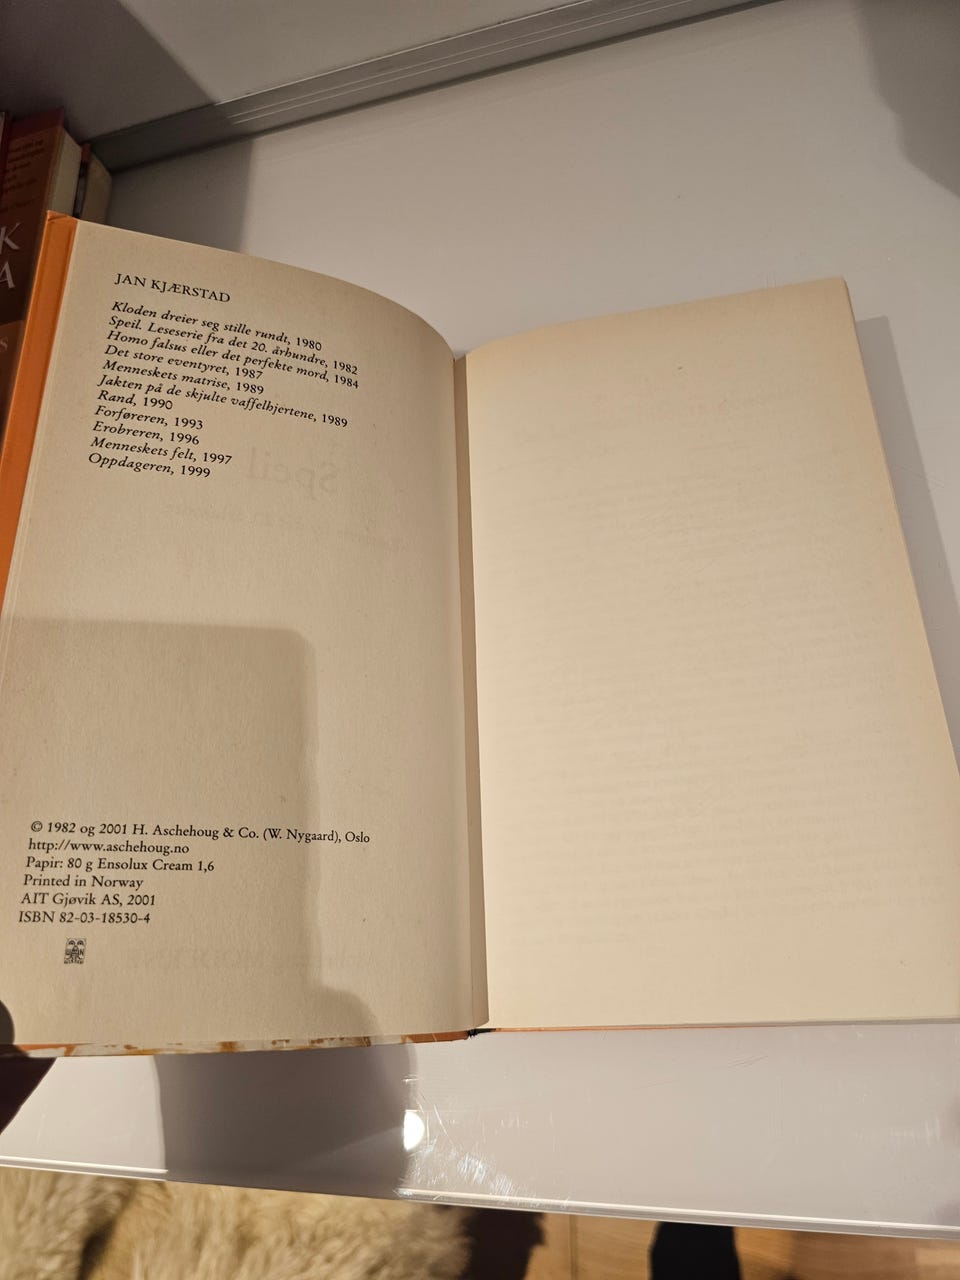 JAN KJÆRSTAD
Kloden dreier seg stille rundt, 1980
Speil. Leseserie fra det 20. århundre, 1982
Homo falsus eller det perfekte mord, 1984
Det store eventyret, 1987
Menneskets matrise, 1989
Jakten på de skjulte vaffelhjertene, 1989
Rand, 1990
Forføreren, 1993
Erobreren, 1996
Menneskets felt, 1997
Oppdageren, 1999
© 1982 og 2001 H. Aschehoug & Co. (W. Nygaard), Oslo
http://www.aschehoug.no
Papir: 80 g Ensolux Cream 1,6
Printed in Norway
AIT Gjøvik AS, 2001
ISBN 82-03-18530-4